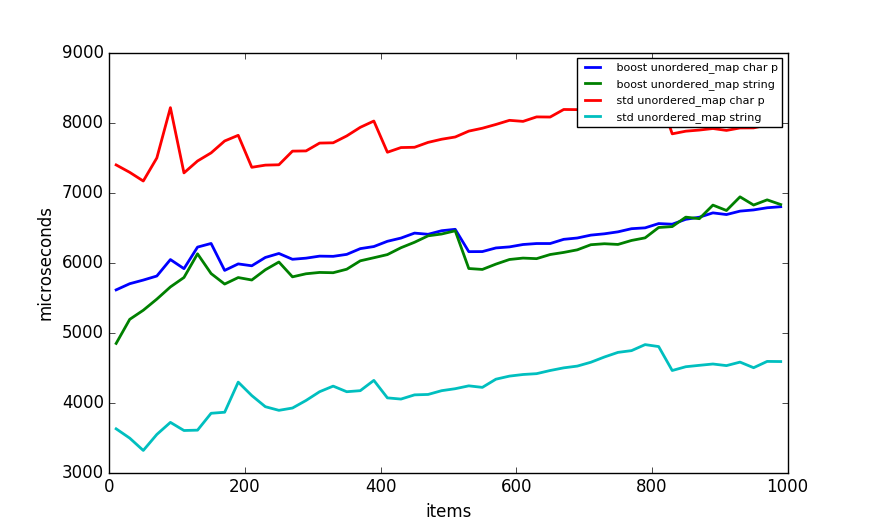 9000
8000
7000
6000
5000
4000
3000
microseconds
boost unordered_map char p
boost unordered_map string
std unordered_map char p
std unordered_map string
0 200 400 600 800 1000
items